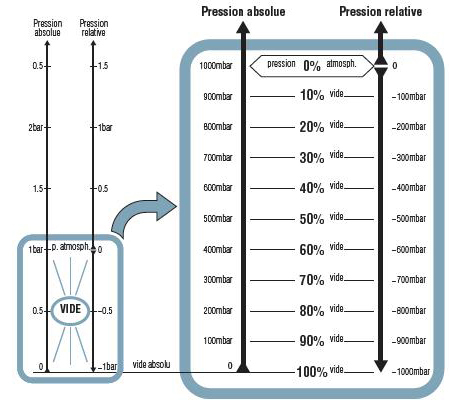 Pression absolue
Pression relative
Pression
absolue
Pression
relative
0.5
1.5
2bar
1bar
1.5
0.5
1bar
p. atmosph.
0
VIDE
0.5
-0.5
0
-1bar
vide absolu
1000mbar
pression 0% atmosph.
0
900mbar
10% vide
-100mbar
800mbar
20% vide
-200mbar
700mbar
30% vide
-300mbar
600mbar
40% vide
-400mbar
500mbar
50% vide
-500mbar
400mbar
60% vide
-600mbar
300mbar
70% vide
-700mbar
200mbar
80% vide
-800mbar
100mbar
90% vide
-900mbar
0
100% vide
-1000mbar